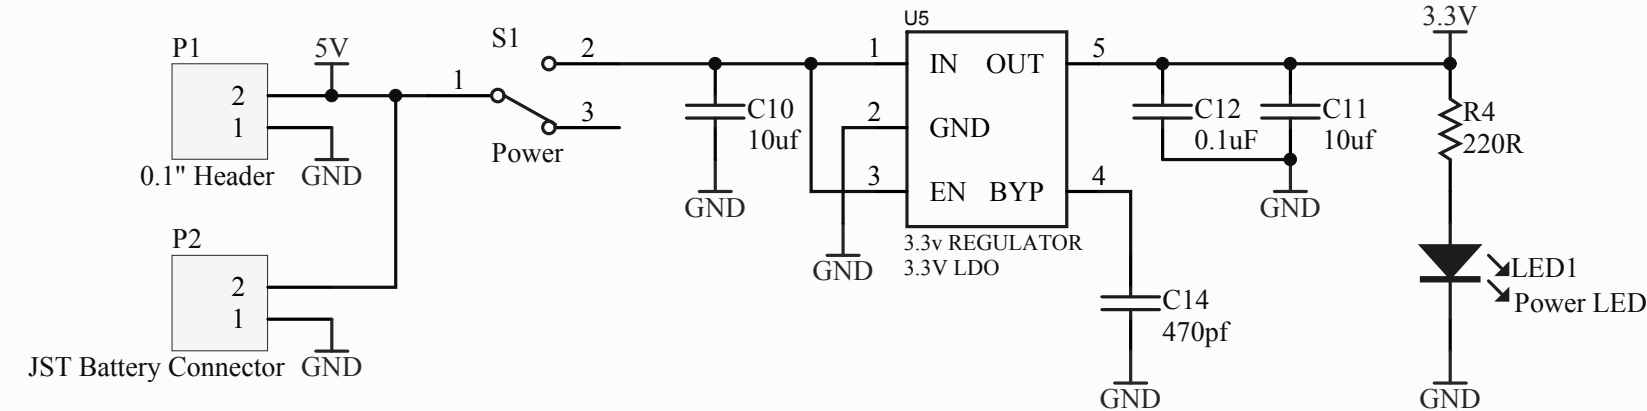 P1
2
1
0.1" Header
5V
GND
P2
2
1
JST Battery Connector
GND
S1
1
2
3
Power
C10
10uf
GND
U5
1
IN
OUT
5
2
GND
3
EN
BYP
4
3.3v REGULATOR
3.3V LDO
GND
C14
470pf
GND
C12
0.1uF
C11
10uf
GND
3.3V
R4
220R
LED1
Power LED
GND